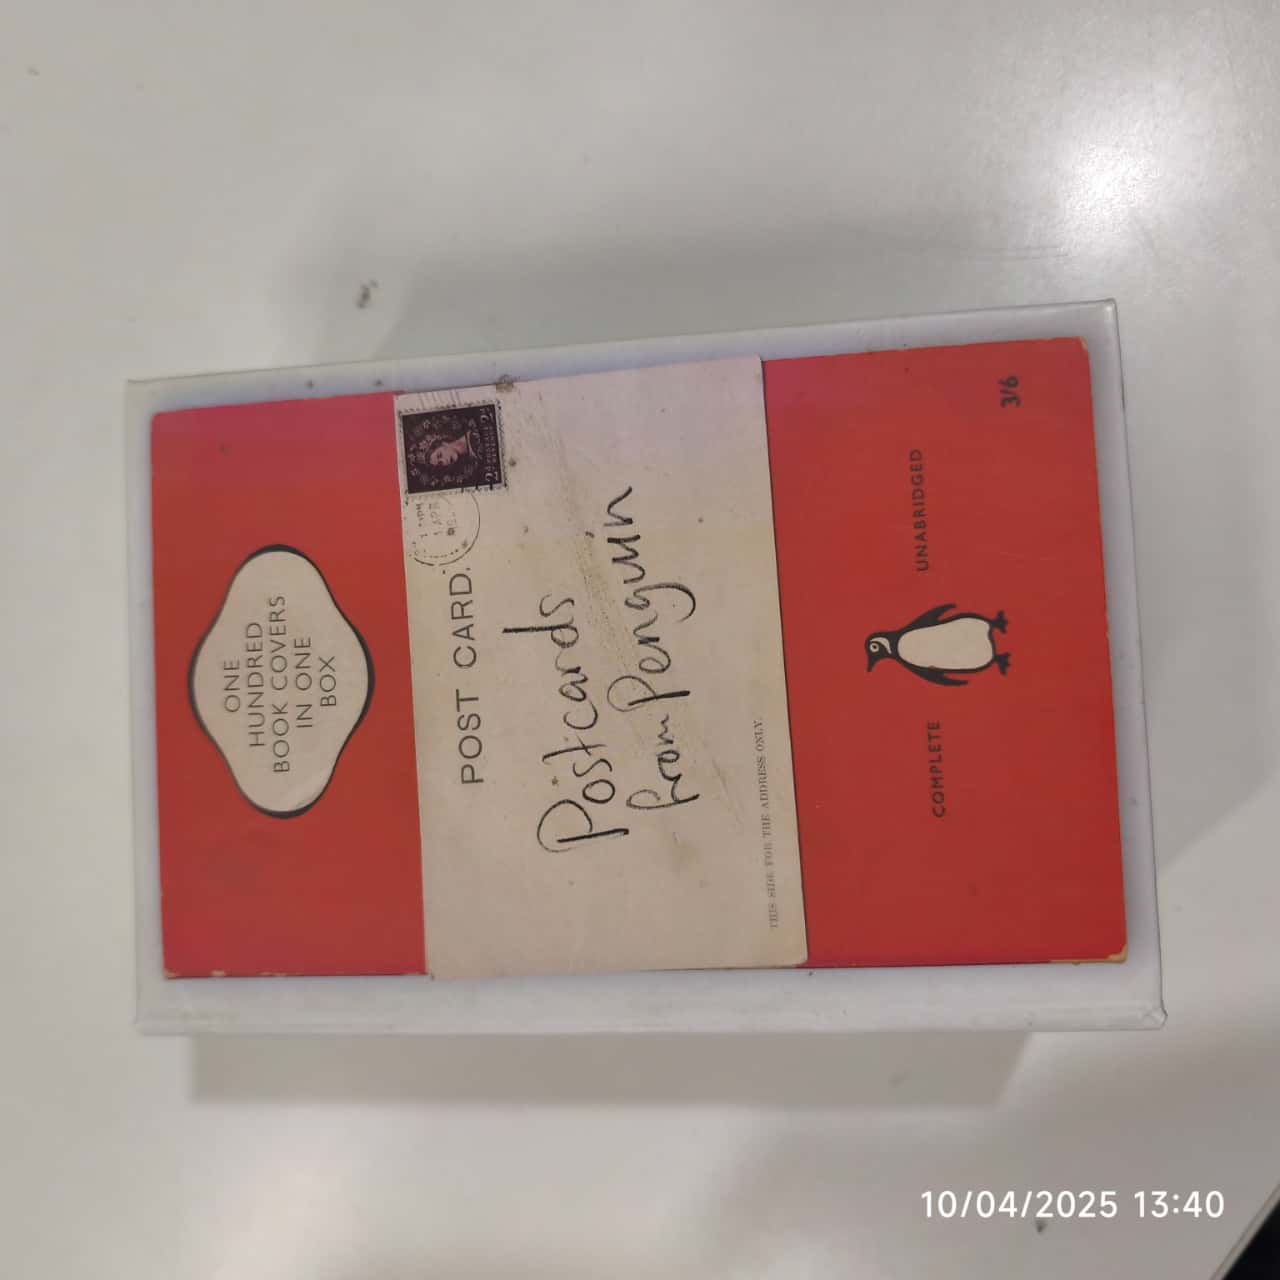 ONE
HUNDRED
BOOK COVERS
IN ONE
BOX
POST CARD.
Postcards
from Penguin
THIS SIDE FOR THE ADDRESS ONLY.
COMPLETE
UNABRIDGED
3/6
10/04/2025 13:40